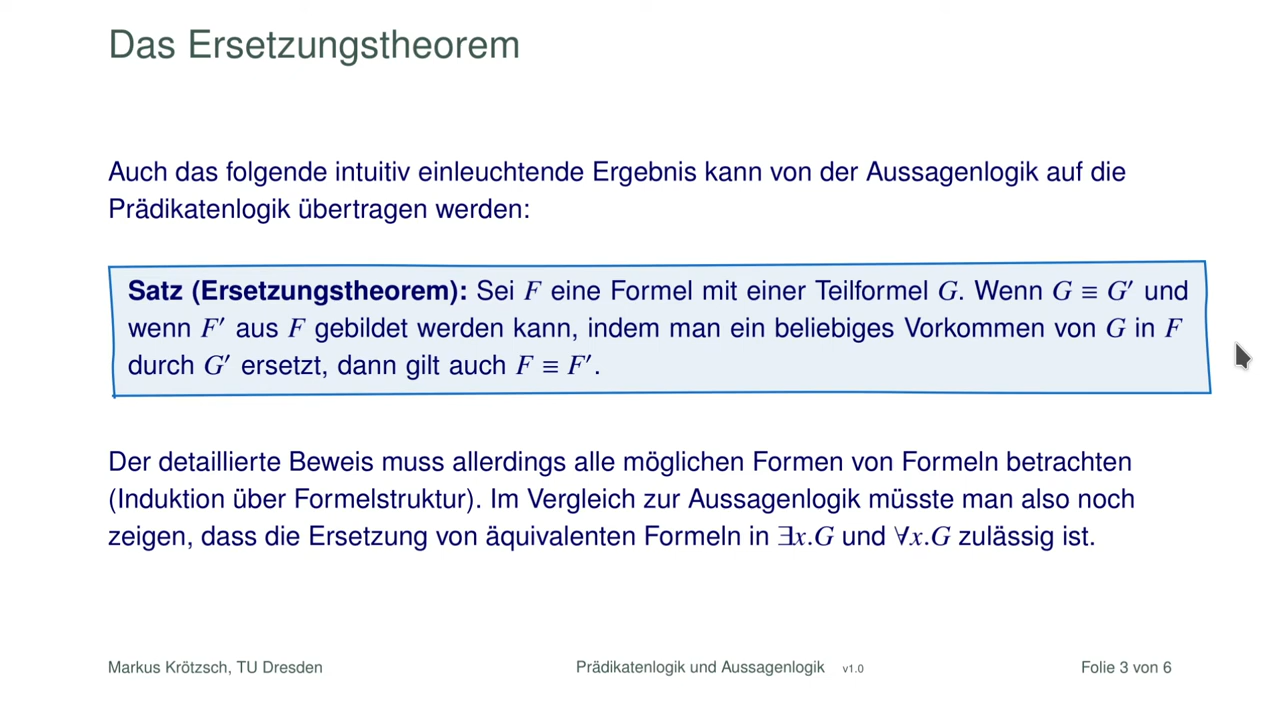 Das Ersetzungstheorem
Auch das folgende intuitiv einleuchtende Ergebnis kann von der Aussagenlogik auf die
Prädikatenlogik übertragen werden:
Satz (Ersetzungstheorem): Sei F eine Formel mit einer Teilformel G. Wenn G ≡ G′ und
wenn F′ aus F gebildet werden kann, indem man ein beliebiges Vorkommen von G in F
durch G′ ersetzt, dann gilt auch F ≡ F′.
Der detaillierte Beweis muss allerdings alle möglichen Formen von Formeln betrachten
(Induktion über Formelstruktur). Im Vergleich zur Aussagenlogik müsste man also noch
zeigen, dass die Ersetzung von äquivalenten Formeln in ∃x.G und ∀x.G zulässig ist.
Markus Krötzsch, TU Dresden Prädikatenlogik und Aussagenlogik v1.0 Folie 3 von 6